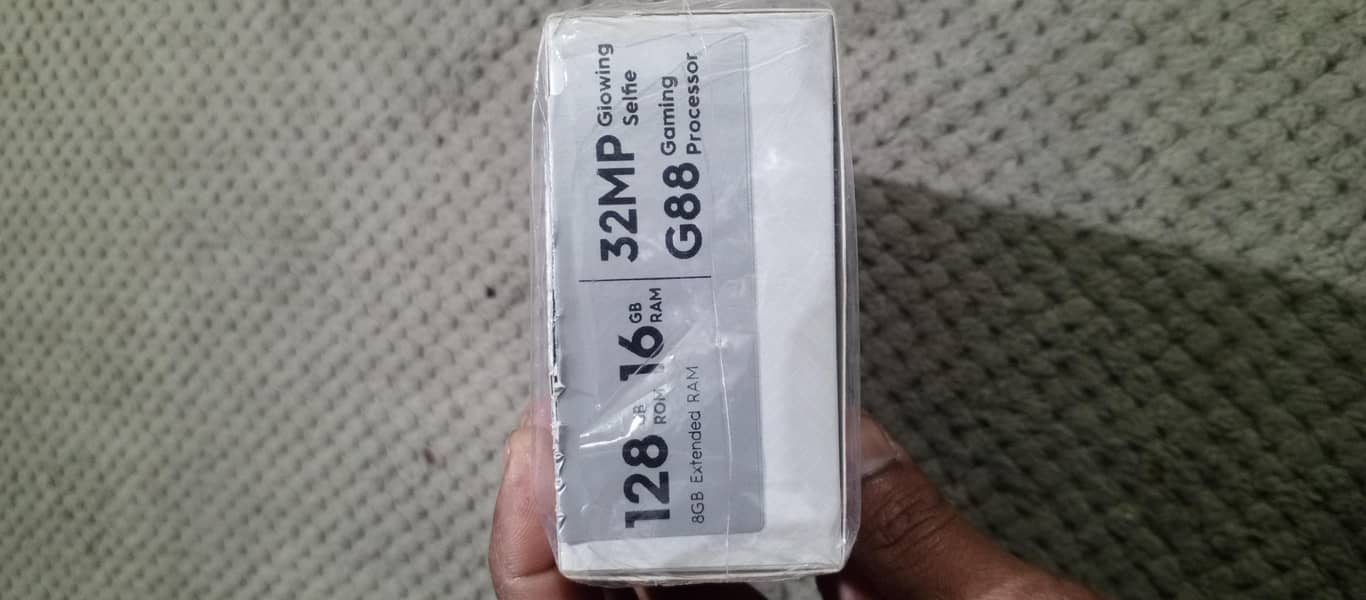 128 GB ROM 16 GB RAM
8GB Extended RAM
32MP Glowing Selfie
G88 Gaming Processor